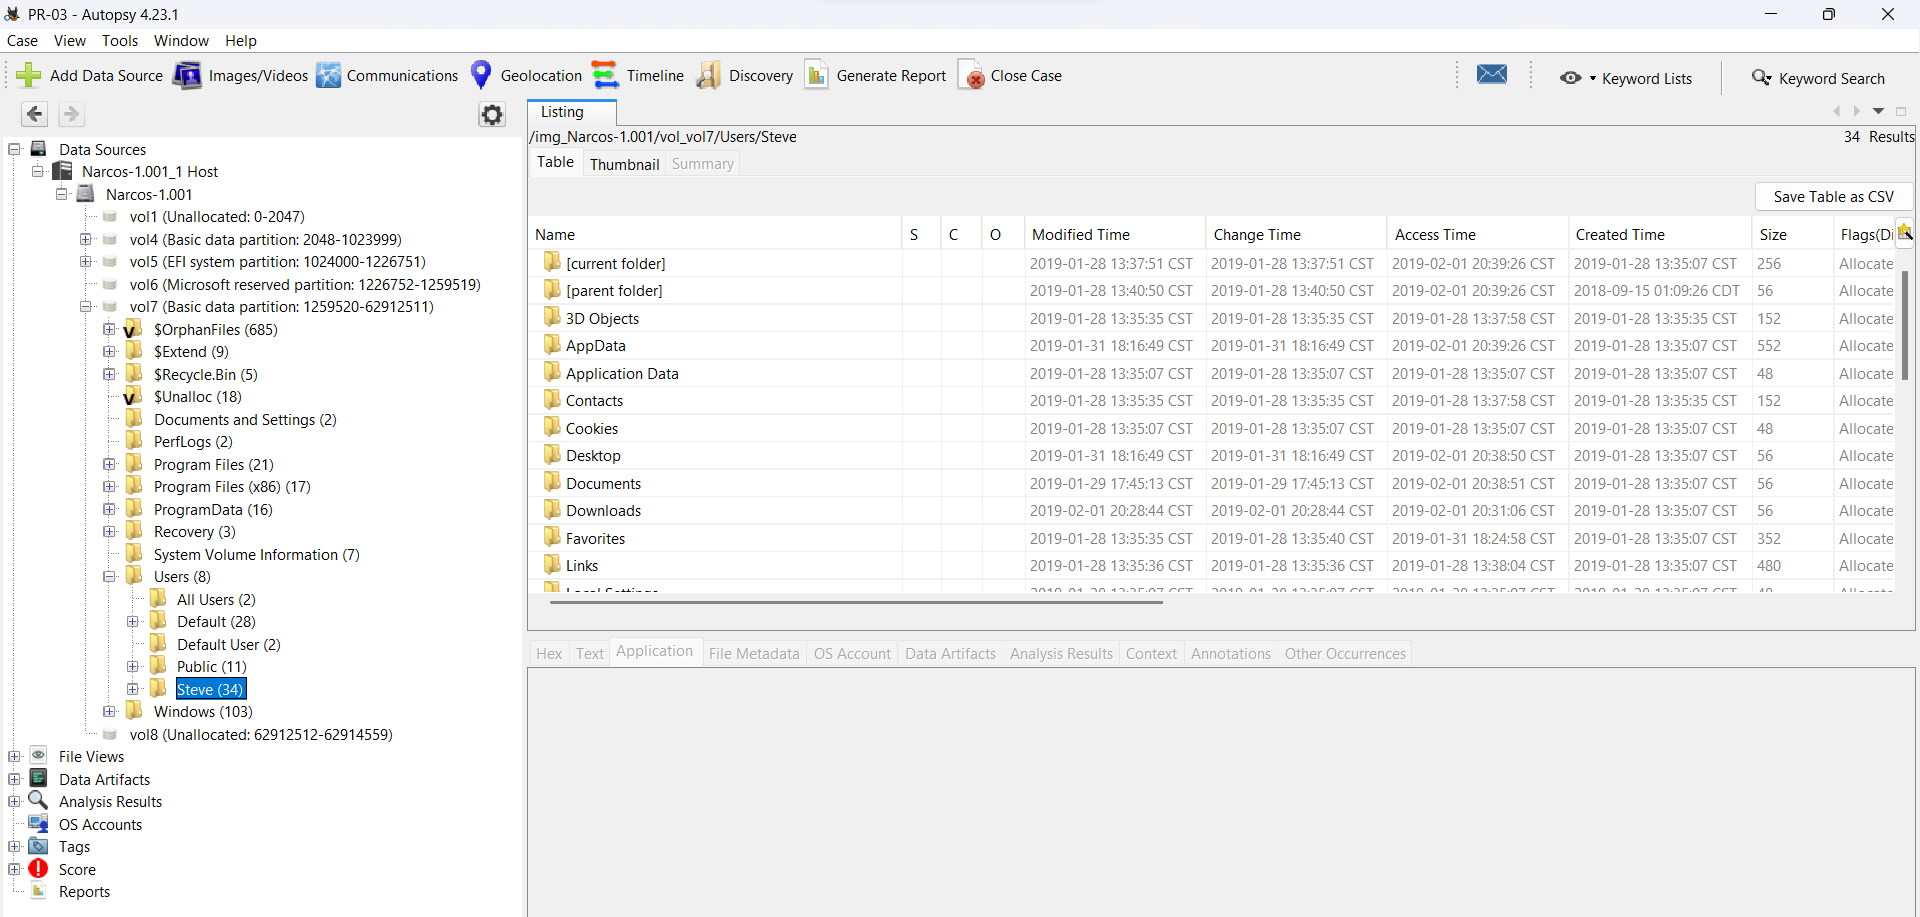 PR-03 - Autopsy 4.23.1
Case View Tools Window Help
Add Data Source Images/Videos Communications Geolocation Timeline Discovery Generate Report Close Case Keyword Lists Keyword Search
Data Sources
Narcos-1.001_1 Host
Narcos-1.001
vol1 (Unallocated: 0-2047)
vol4 (Basic data partition: 2048-1023999)
vol5 (EFI system partition: 1024000-1226751)
vol6 (Microsoft reserved partition: 1226752-1259519)
vol7 (Basic data partition: 1259520-62912511)
$OrphanFiles (685)
$Extend (9)
$Recycle.Bin (5)
$Unalloc (18)
Documents and Settings (2)
PerfLogs (2)
Program Files (21)
Program Files (x86) (17)
ProgramData (16)
Recovery (3)
System Volume Information (7)
Users (8)
All Users (2)
Default (28)
Default User (2)
Public (11)
Steve (34)
Windows (103)
vol8 (Unallocated: 62912512-62914559)
File Views
Data Artifacts
Analysis Results
OS Accounts
Tags
Score
Reports
Listing
/img_Narcos-1.001/vol_vol7/Users/Steve 34 Results
Table Thumbnail Summary
Save Table as CSV
Name S C O Modified Time Change Time Access Time Created Time Size Flags(Di
[current folder] 2019-01-28 13:37:51 CST 2019-01-28 13:37:51 CST 2019-02-01 20:39:26 CST 2019-01-28 13:35:07 CST 256 Allocate
[parent folder] 2019-01-28 13:40:50 CST 2019-01-28 13:40:50 CST 2019-02-01 20:39:26 CST 2018-09-15 01:09:26 CDT 56 Allocate
3D Objects 2019-01-28 13:35:35 CST 2019-01-28 13:35:35 CST 2019-01-28 13:37:58 CST 2019-01-28 13:35:35 CST 152 Allocate
AppData 2019-01-31 18:16:49 CST 2019-01-31 18:16:49 CST 2019-02-01 20:39:26 CST 2019-01-28 13:35:07 CST 552 Allocate
Application Data 2019-01-28 13:35:07 CST 2019-01-28 13:35:07 CST 2019-01-28 13:35:07 CST 2019-01-28 13:35:07 CST 48 Allocate
Contacts 2019-01-28 13:35:35 CST 2019-01-28 13:35:35 CST 2019-01-28 13:37:58 CST 2019-01-28 13:35:35 CST 152 Allocate
Cookies 2019-01-28 13:35:07 CST 2019-01-28 13:35:07 CST 2019-01-28 13:35:07 CST 2019-01-28 13:35:07 CST 48 Allocate
Desktop 2019-01-31 18:16:49 CST 2019-01-31 18:16:49 CST 2019-02-01 20:38:50 CST 2019-01-28 13:35:07 CST 56 Allocate
Documents 2019-01-29 17:45:13 CST 2019-01-29 17:45:13 CST 2019-02-01 20:38:51 CST 2019-01-28 13:35:07 CST 56 Allocate
Downloads 2019-02-01 20:28:44 CST 2019-02-01 20:28:44 CST 2019-02-01 20:31:06 CST 2019-01-28 13:35:07 CST 56 Allocate
Favorites 2019-01-28 13:35:35 CST 2019-01-28 13:35:40 CST 2019-01-31 18:24:58 CST 2019-01-28 13:35:07 CST 352 Allocate
Links 2019-01-28 13:35:36 CST 2019-01-28 13:35:36 CST 2019-01-28 13:38:04 CST 2019-01-28 13:35:07 CST 480 Allocate
Hex Text Application File Metadata OS Account Data Artifacts Analysis Results Context Annotations Other Occurrences